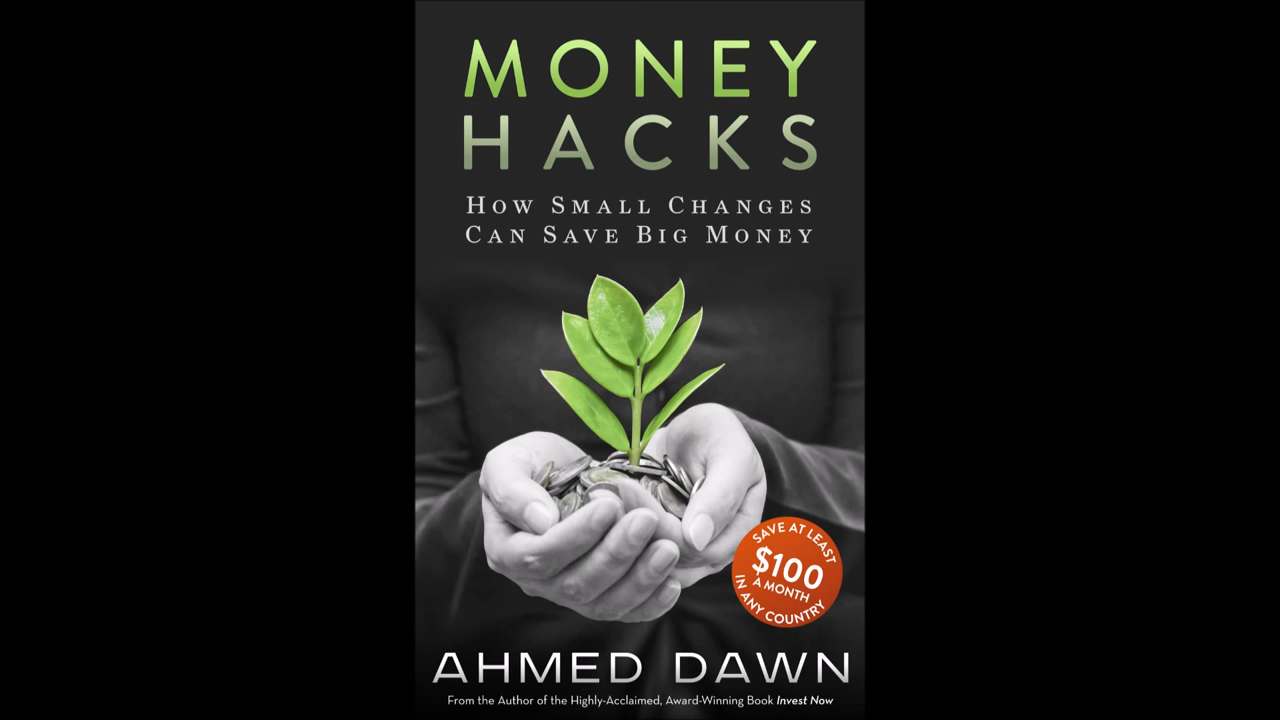 MONEY
HACKS
How Small Changes
Can Save Big Money
SAVE AT LEAST
$100
A MONTH
IN ANY COUNTRY
AHMED DAWN
From the Author of the Highly-Acclaimed, Award-Winning Book Invest Now